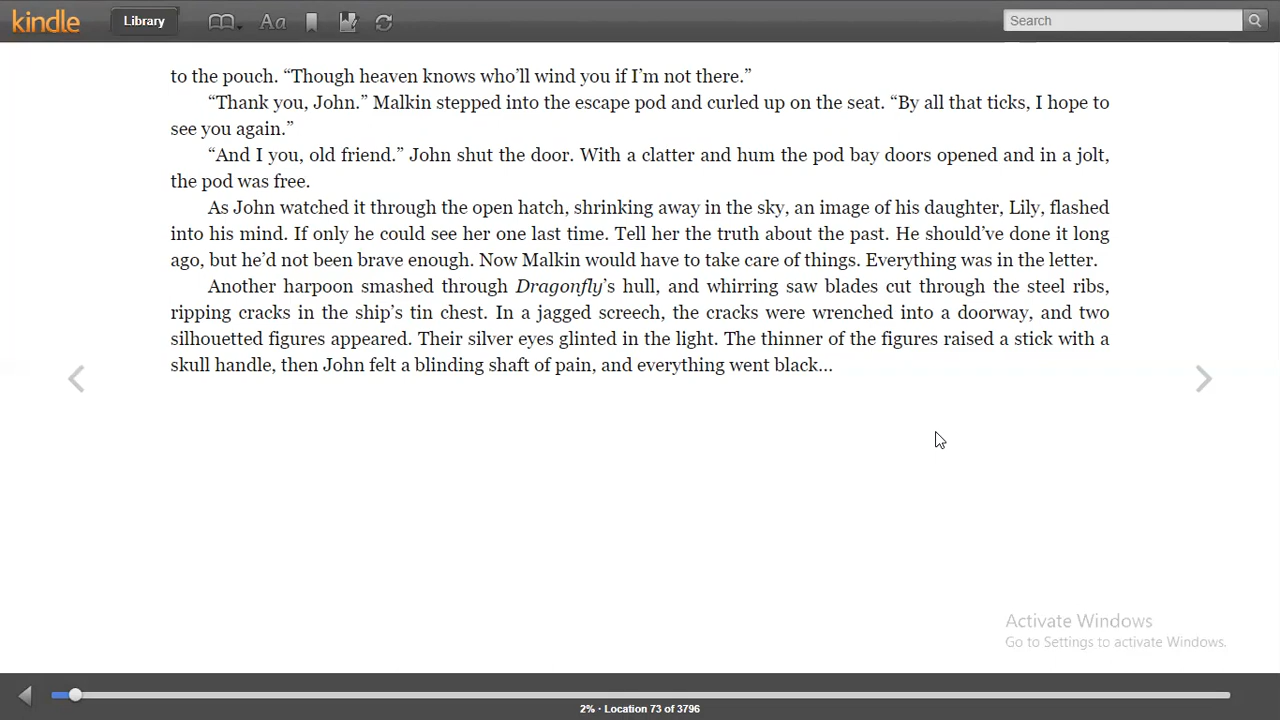 kindle
Library
Aa
Search
to the pouch. “Though heaven knows who’ll wind you if I’m not there.”
“Thank you, John.” Malkin stepped into the escape pod and curled up on the seat. “By all that ticks, I hope to
see you again.”
“And I you, old friend.” John shut the door. With a clatter and hum the pod bay doors opened and in a jolt,
the pod was free.
As John watched it through the open hatch, shrinking away in the sky, an image of his daughter, Lily, flashed
into his mind. If only he could see her one last time. Tell her the truth about the past. He should’ve done it long
ago, but he’d not been brave enough. Now Malkin would have to take care of things. Everything was in the letter.
Another harpoon smashed through Dragonfly’s hull, and whirring saw blades cut through the steel ribs,
ripping cracks in the ship’s tin chest. In a jagged screech, the cracks were wrenched into a doorway, and two
silhouetted figures appeared. Their silver eyes glinted in the light. The thinner of the figures raised a stick with a
skull handle, then John felt a blinding shaft of pain, and everything went black…
Activate Windows
Go to Settings to activate Windows.
2% · Location 73 of 3796